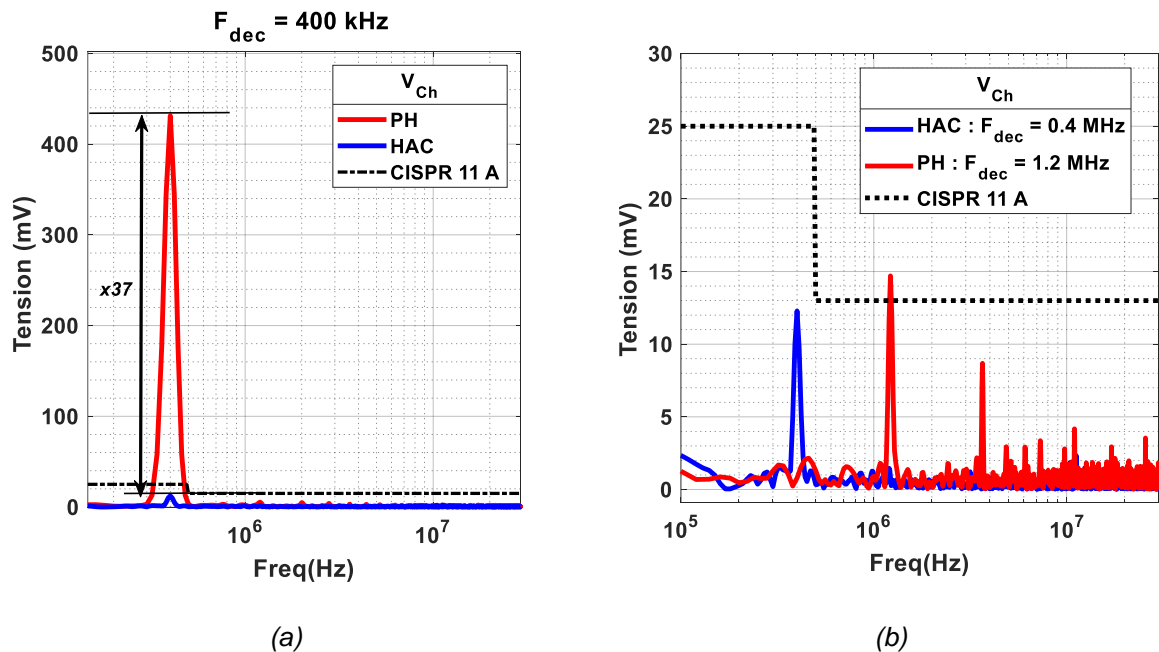 (a)
F_dec = 400 kHz
Tension (mV)
500
400
300
200
100
0
V_Ch
PH
HAC
CISPR 11 A
x37
10^6
10^7
Freq(Hz)
(b)
Tension (mV)
30
25
20
15
10
5
0
V_Ch
HAC : F_dec = 0.4 MHz
PH : F_dec = 1.2 MHz
CISPR 11 A
10^5
10^6
10^7
Freq(Hz)
(a)
(b)